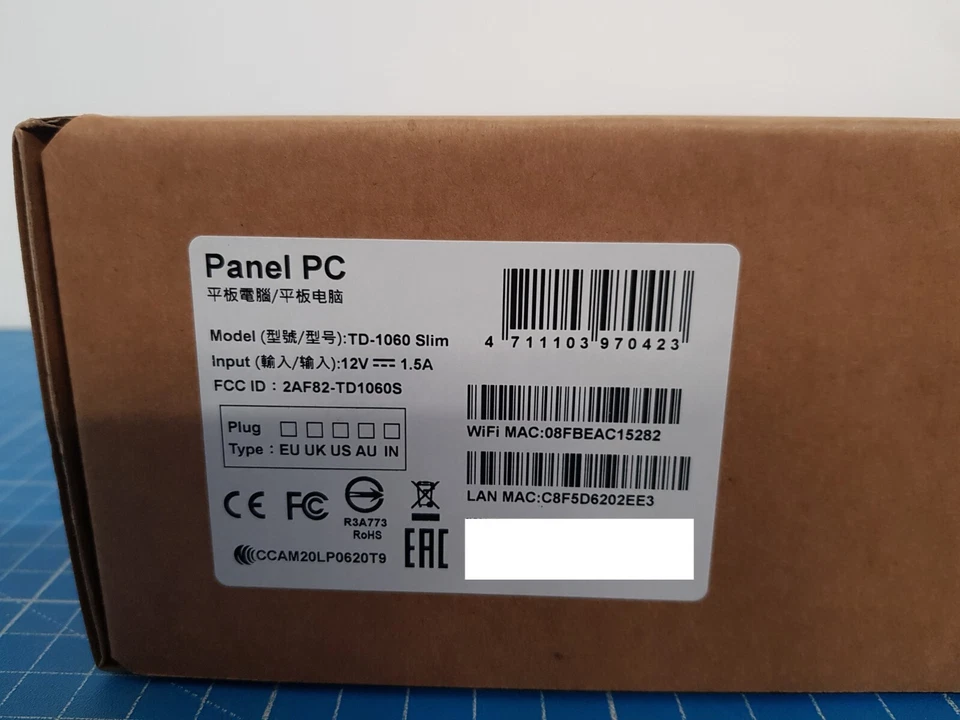 Panel PC
平板電腦/平板电脑
Model (型號/型号):TD-1060 Slim
Input (輸入/输入):12V ⎓ 1.5A
FCC ID : 2AF82-TD1060S
Plug
Type : EU UK US AU IN
CE FC
R3A773
RoHS
CCAM20LP0620T9
EAC
4 711103 970423
WiFi MAC:08FBEAC15282
LAN MAC:C8F5D6202EE3